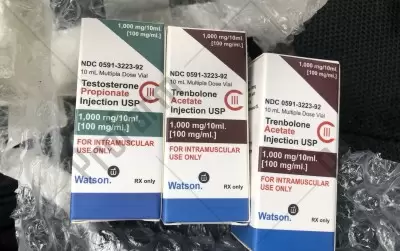 1,000 mg/10ml.
[100 mg/ml.]
NDC 0591-3223-92
10 mL Multiple Dose Vial
Testosterone
Propionate
Injection USP
CIII
1,000 mg/10ml.
[100 mg/ml.]
FOR INTRAMUSCULAR
USE ONLY
Watson.
RX only
1,000 mg/10ml.
[100 mg/ml.]
NDC 0591-3223-92
10 mL Multiple Dose Vial
Trenbolone
Acetate
Injection USP
CIII
1,000 mg/10ml.
[100 mg/ml.]
FOR INTRAMUSCULAR
USE ONLY
Watson.
RX only
1,000 mg/10ml.
[100 mg/ml.]
NDC 0591-3223-92
10 mL Multiple Dose Vial
Trenbolone
Acetate
Injection USP
CIII
1,000 mg/10ml.
[100 mg/ml.]
FOR INTRAMUSCULAR
USE ONLY
Watson.
RX only